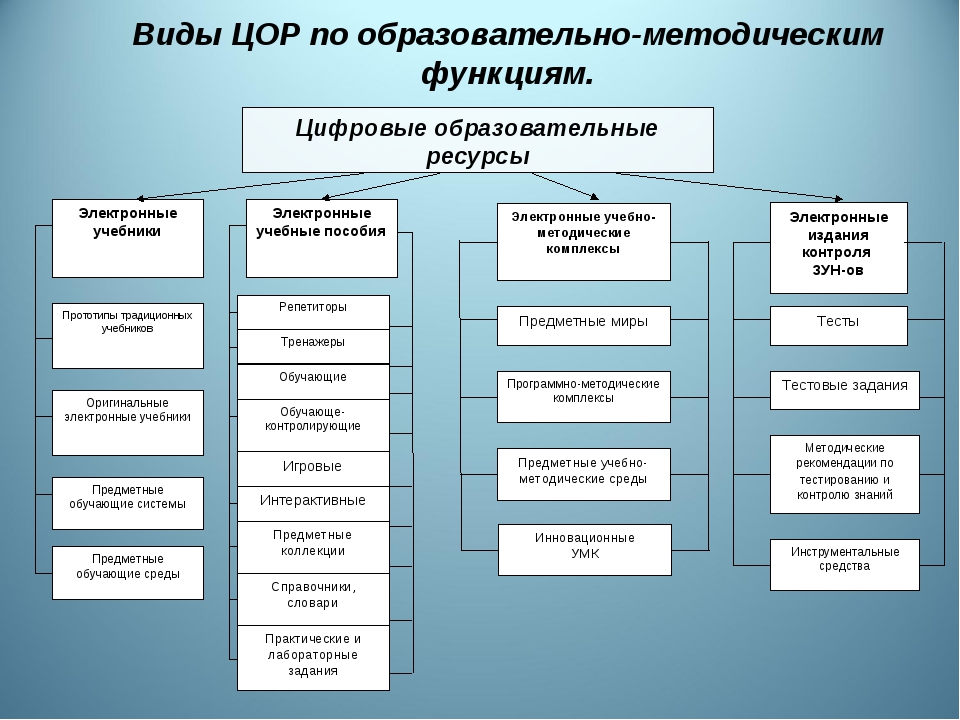 Виды ЦОР по образовательно-методическим
функциям.
Цифровые образовательные
ресурсы
Электронные
учебники
Прототипы традиционных
учебников
Оригинальные
электронные учебники
Предметные
обучающие системы
Предметные
обучающие среды
Электронные
учебные пособия
Репетиторы
Тренажеры
Обучающие
Обучающе-
контролирующие
Игровые
Интерактивные
Предметные
коллекции
Справочники,
словари
Практические и
лабораторные
задания
Электронные учебно-
методические
комплексы
Предметные миры
Программно-методические
комплексы
Предметные учебно-
методические среды
Инновационные
УМК
Электронные
издания
контроля
ЗУН-ов
Тесты
Тестовые задания
Методические
рекомендации по
тестированию и
контролю знаний
Инструментальные
средства